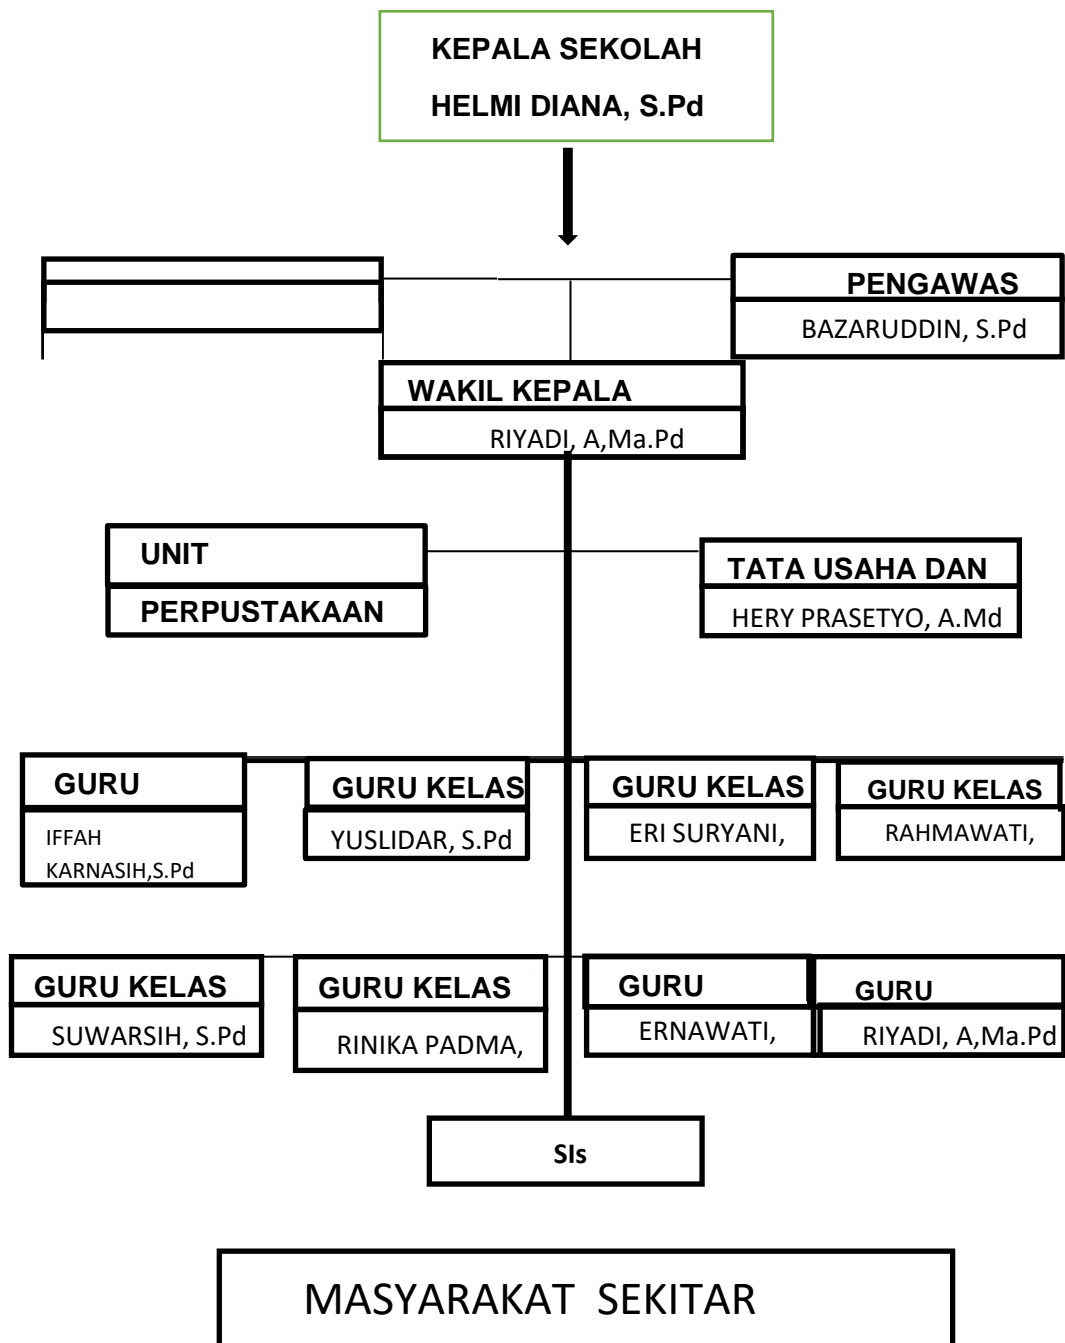 KEPALA SEKOLAH
HELMI DIANA, S.Pd
PENGAWAS
BAZARUDDIN, S.Pd
WAKIL KEPALA
RIYADI, A,Ma.Pd
UNIT
PERPUSTAKAAN
TATA USAHA DAN
HERY PRASETYO, A.Md
GURU
IFFAH
KARNASIH,S.Pd
GURU KELAS
YUSLIDAR, S.Pd
GURU KELAS
ERI SURYANI,
GURU KELAS
RAHMAWATI,
GURU KELAS
SUWARSIH, S.Pd
GURU KELAS
RINIKA PADMA,
GURU
ERNAWATI,
GURU
RIYADI, A,Ma.Pd
SIs
MASYARAKAT  SEKITAR